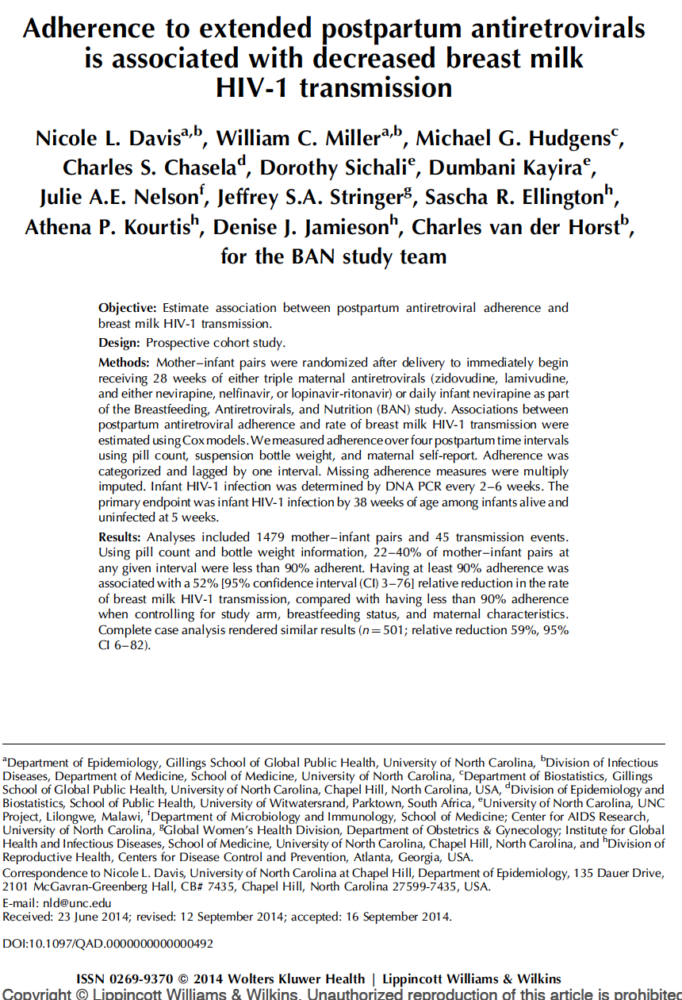 Adherence to extended postpartum antiretrovirals
is associated with decreased breast milk
HIV-1 transmission
Nicole L. Davis^a,b, William C. Miller^a,b, Michael G. Hudgens^c,
Charles S. Chasela^d, Dorothy Sichali^e, Dumbani Kayira^e,
Julie A.E. Nelson^f, Jeffrey S.A. Stringer^g, Sascha R. Ellington^h,
Athena P. Kourtis^h, Denise J. Jamieson^h, Charles van der Horst^b,
for the BAN study team
Objective: Estimate association between postpartum antiretroviral adherence and
breast milk HIV-1 transmission.
Design: Prospective cohort study.
Methods: Mother–infant pairs were randomized after delivery to immediately begin
receiving 28 weeks of either triple maternal antiretrovirals (zidovudine, lamivudine,
and either nevirapine, nelfinavir, or lopinavir-ritonavir) or daily infant nevirapine as part
of the Breastfeeding, Antiretrovirals, and Nutrition (BAN) study. Associations between
postpartum antiretroviral adherence and rate of breast milk HIV-1 transmission were
estimated using Cox models. We measured adherence over four postpartum time intervals
using pill count, suspension bottle weight, and maternal self-report. Adherence was
categorized and lagged by one interval. Missing adherence measures were multiply
imputed. Infant HIV-1 infection was determined by DNA PCR every 2–6 weeks. The
primary endpoint was infant HIV-1 infection by 38 weeks of age among infants alive and
uninfected at 5 weeks.
Results: Analyses included 1479 mother–infant pairs and 45 transmission events.
Using pill count and bottle weight information, 22–40% of mother–infant pairs at
any given interval were less than 90% adherent. Having at least 90% adherence was
associated with a 52% [95% confidence interval (CI) 3–76] relative reduction in the rate
of breast milk HIV-1 transmission, compared with having less than 90% adherence
when controlling for study arm, breastfeeding status, and maternal characteristics.
Complete case analysis rendered similar results (n = 501; relative reduction 59%, 95%
CI 6–82).
^aDepartment of Epidemiology, Gillings School of Global Public Health, University of North Carolina, ^bDivision of Infectious
Diseases, Department of Medicine, School of Medicine, University of North Carolina, ^cDepartment of Biostatistics, Gillings
School of Global Public Health, University of North Carolina, Chapel Hill, North Carolina, USA, ^dDivision of Epidemiology and
Biostatistics, School of Public Health, University of Witwatersrand, Parktown, South Africa, ^eUniversity of North Carolina, UNC
Project, Lilongwe, Malawi, ^fDepartment of Microbiology and Immunology, School of Medicine; Center for AIDS Research,
University of North Carolina, ^gGlobal Women's Health Division, Department of Obstetrics & Gynecology; Institute for Global
Health and Infectious Diseases, School of Medicine, University of North Carolina, Chapel Hill, North Carolina, and ^hDivision of
Reproductive Health, Centers for Disease Control and Prevention, Atlanta, Georgia, USA.
Correspondence to Nicole L. Davis, University of North Carolina at Chapel Hill, Department of Epidemiology, 135 Dauer Drive,
2101 McGavran-Greenberg Hall, CB# 7435, Chapel Hill, North Carolina 27599-7435, USA.
E-mail: nld@unc.edu
Received: 23 June 2014; revised: 12 September 2014; accepted: 16 September 2014.
DOI:10.1097/QAD.0000000000000492
ISSN 0269-9370 © 2014 Wolters Kluwer Health | Lippincott Williams & Wilkins
Copyright © Lippincott Williams & Wilkins. Unauthorized reproduction of this article is prohibited